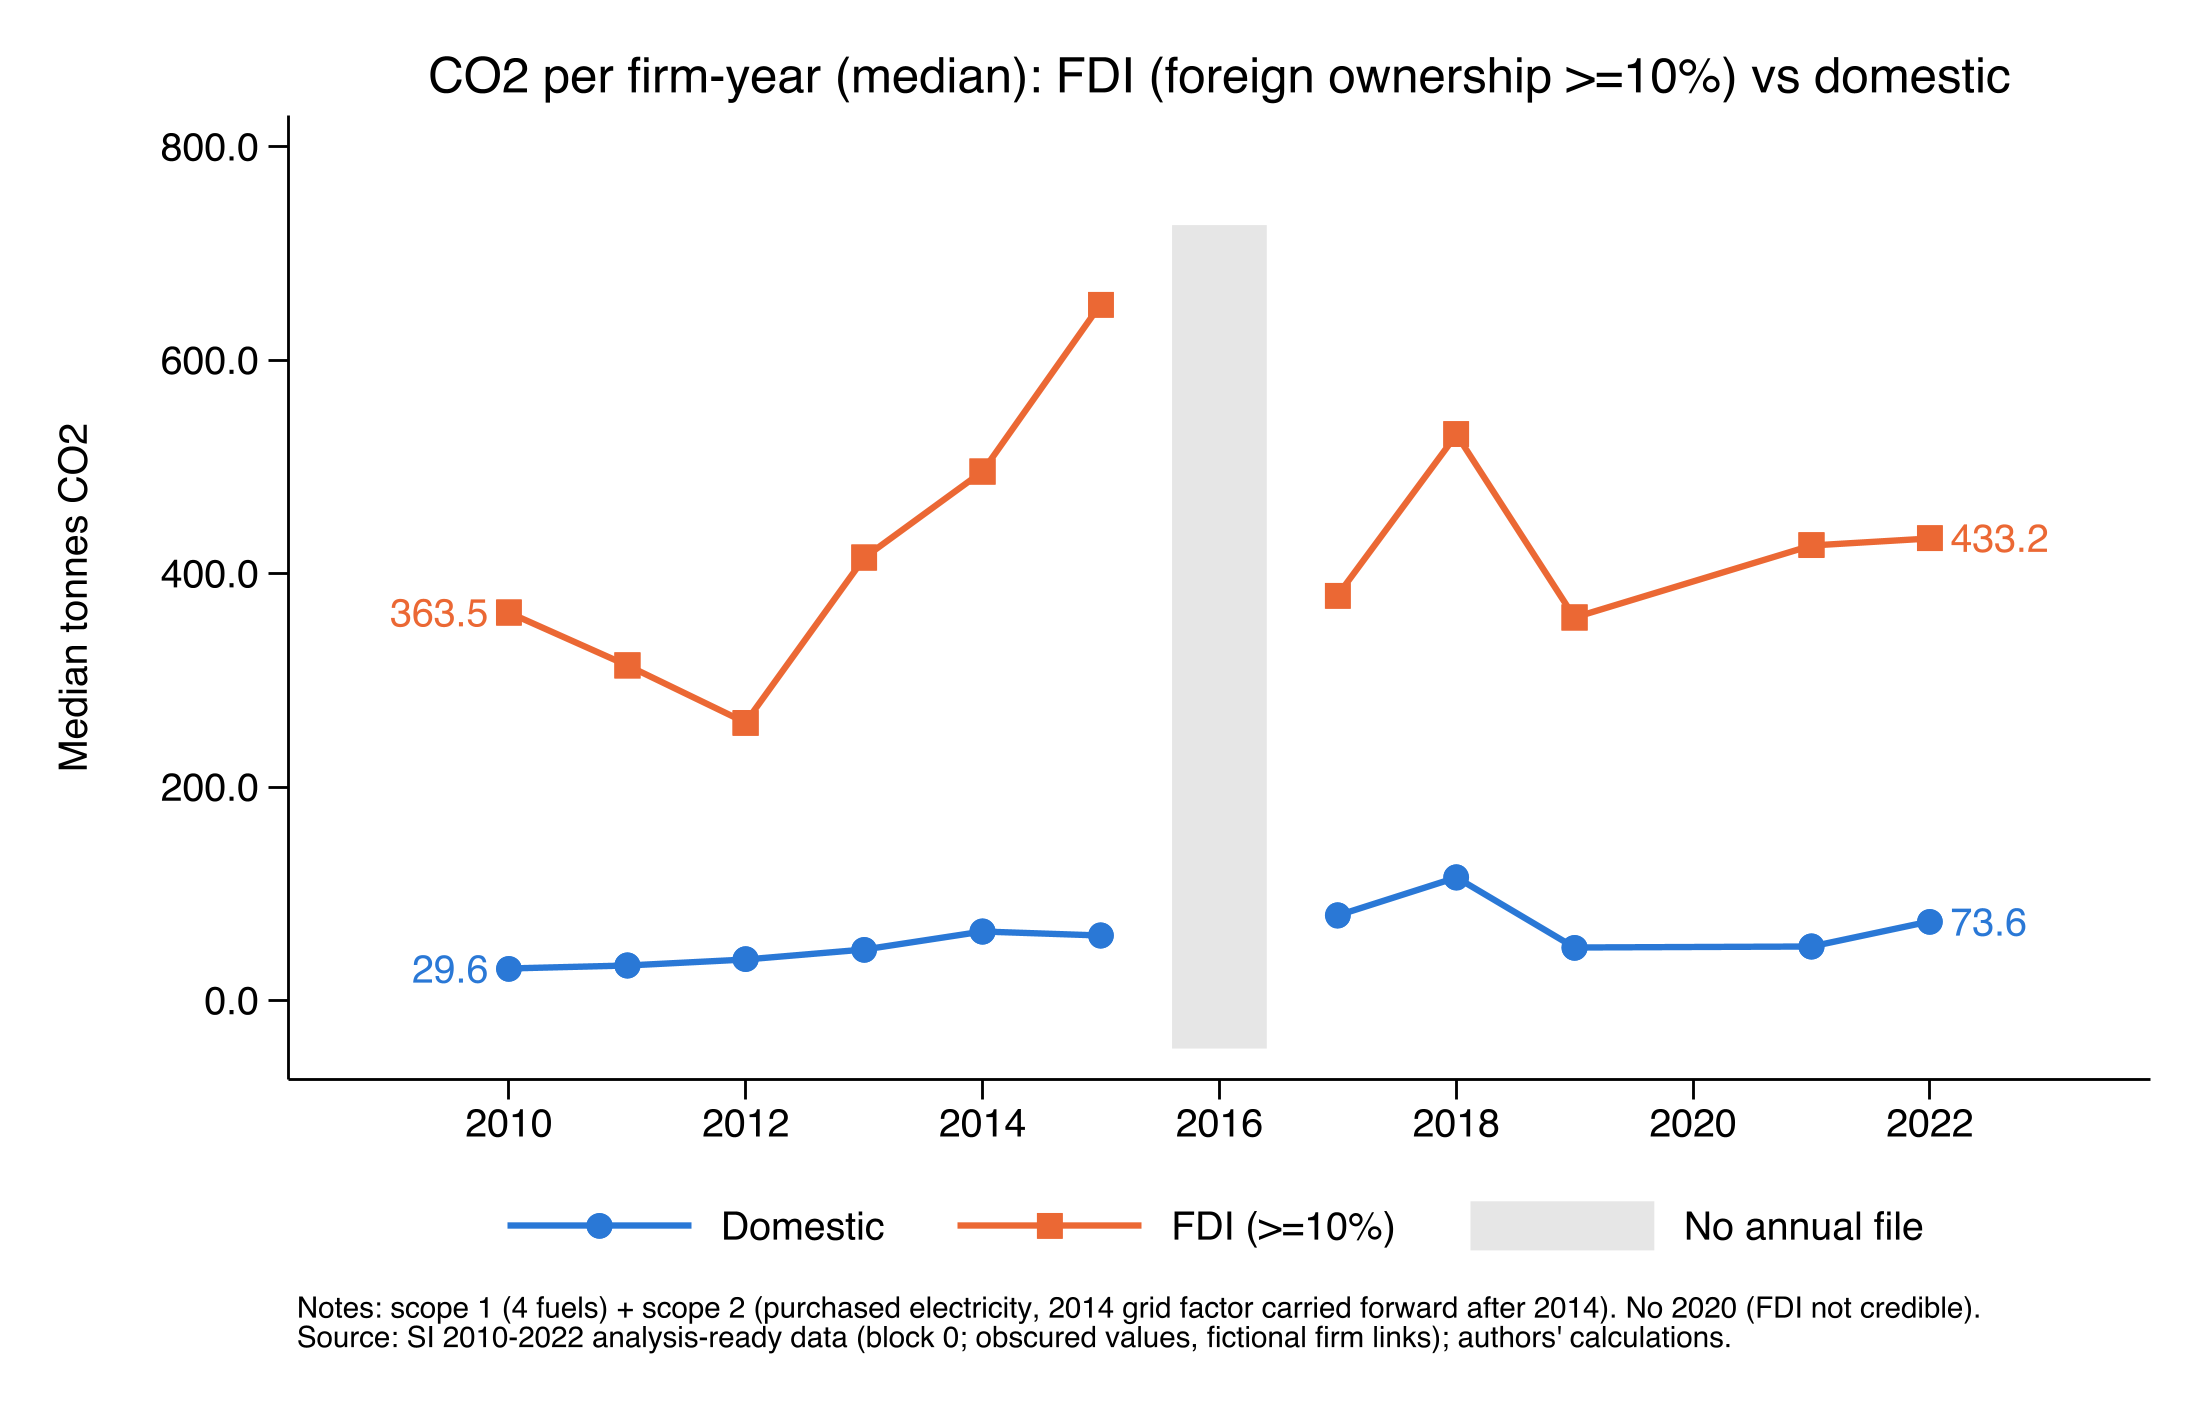 CO2 per firm-year (median): FDI (foreign ownership >=10%) vs domestic
Median tonnes CO2
800.0
600.0
400.0
200.0
0.0
363.5
433.2
29.6
73.6
2010 2012 2014 2016 2018 2020 2022
Domestic FDI (>=10%) No annual file
Notes: scope 1 (4 fuels) + scope 2 (purchased electricity, 2014 grid factor carried forward after 2014). No 2020 (FDI not credible).
Source: SI 2010-2022 analysis-ready data (block 0; obscured values, fictional firm links); authors' calculations.